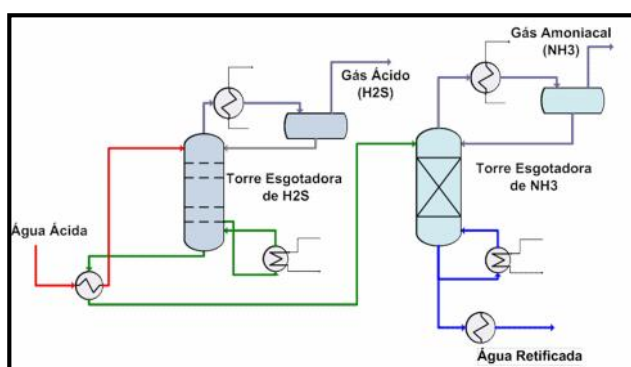 Gás Amoniacal
(NH3)
Gás Ácido
(H2S)
Torre Esgotadora
de H2S
Torre Esgotadora
de NH3
Água Ácida
Água Retificada